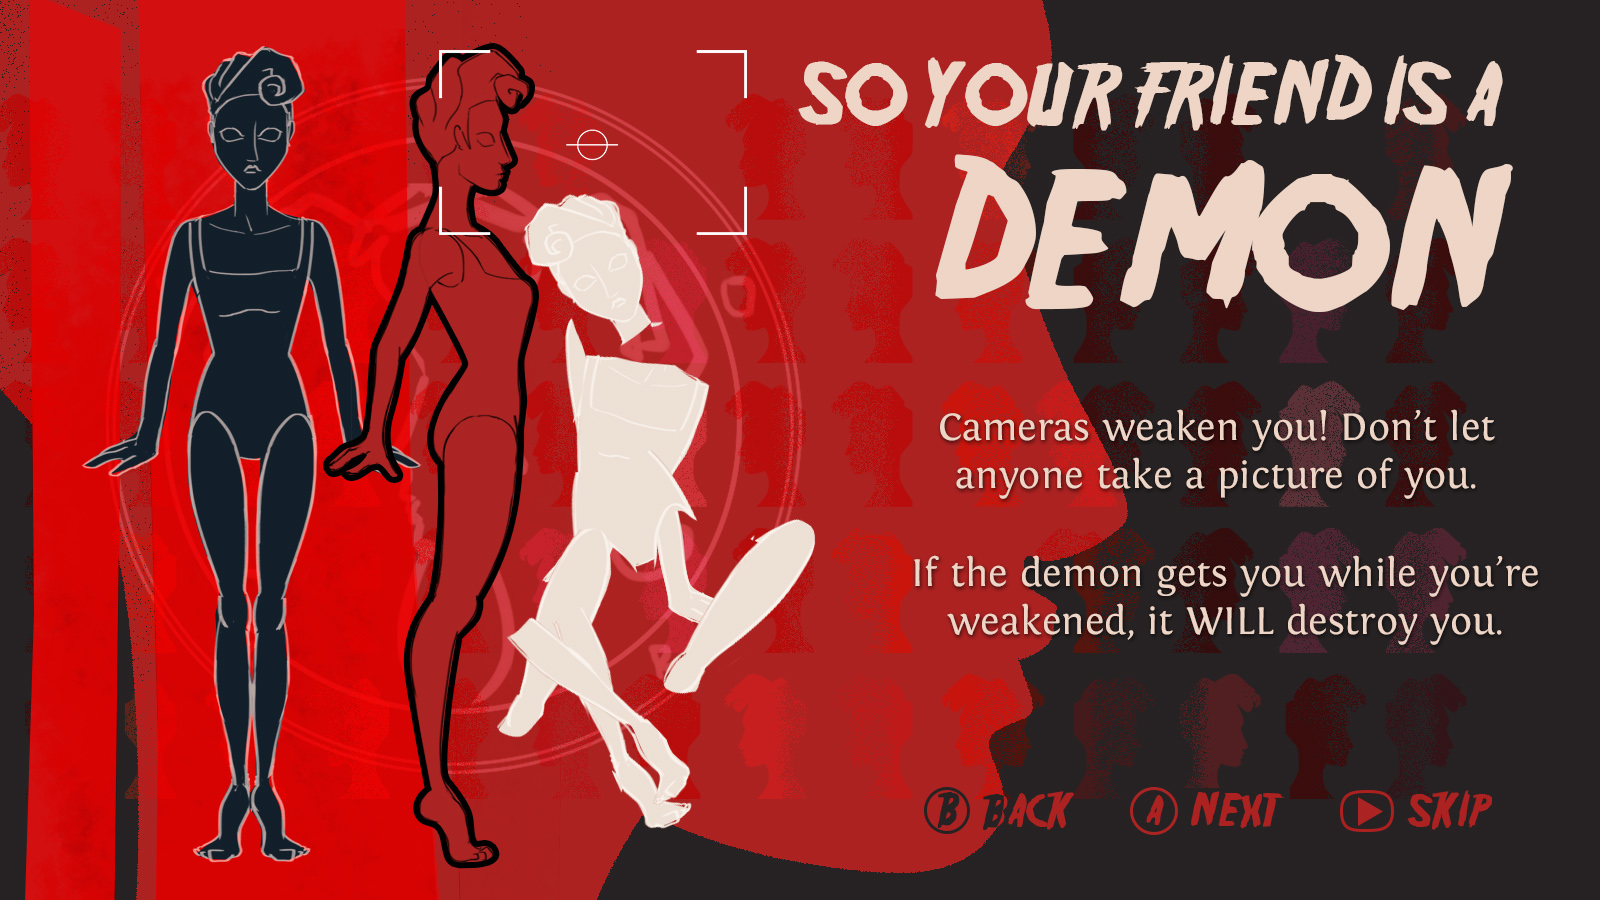 SO YOUR FRIEND IS A
DEMON
Cameras weaken you! Don’t let
anyone take a picture of you.
If the demon gets you while you’re
weakened, it WILL destroy you.
B BACK A NEXT SKIP